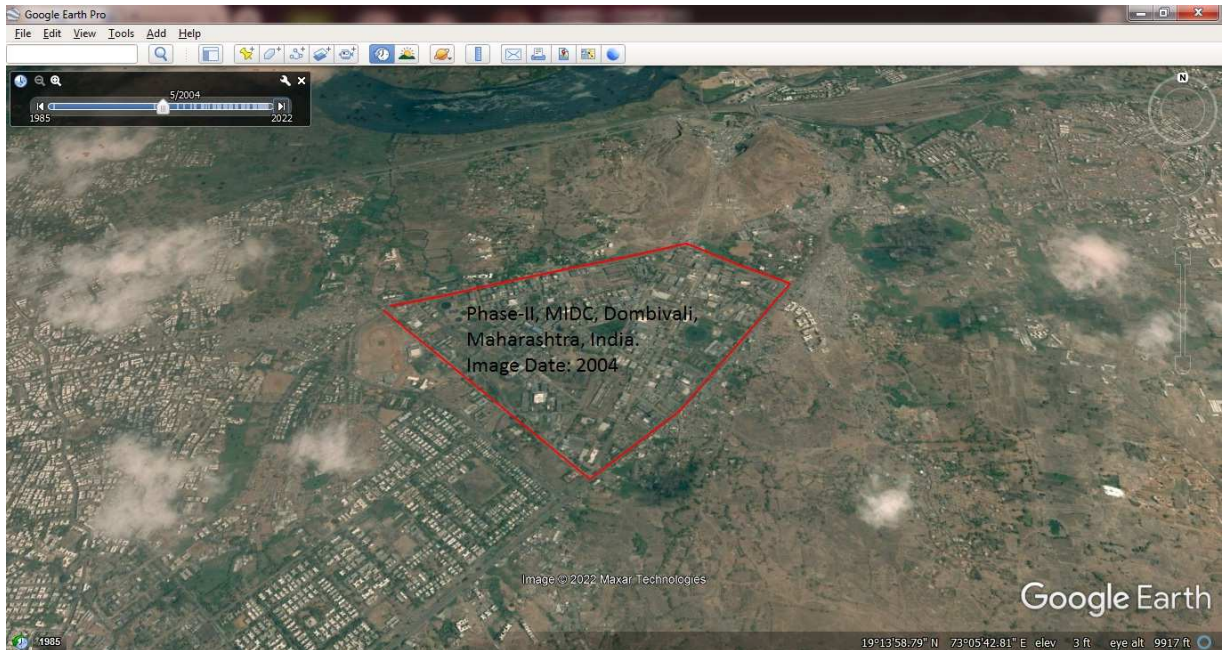 Google Earth Pro
File Edit View Tools Add Help
5/2004
1985 2022
N
Phase-II, MIDC, Dombivali,
Maharashtra, India.
Image Date: 2004
Image © 2022 Maxar Technologies
Google Earth
1985
19°13'58.79" N 73°05'42.81" E elev 3 ft eye alt 9917 ft